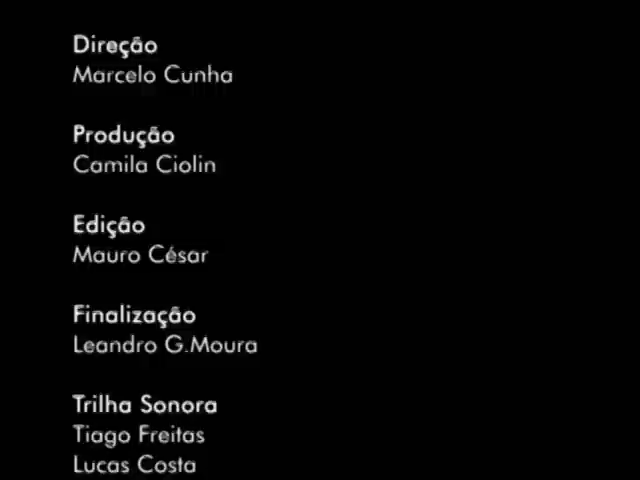 Direção
Marcelo Cunha
Produção
Camila Ciolin
Edição
Mauro César
Finalização
Leandro G.Moura
Trilha Sonora
Tiago Freitas
Lucas Costa